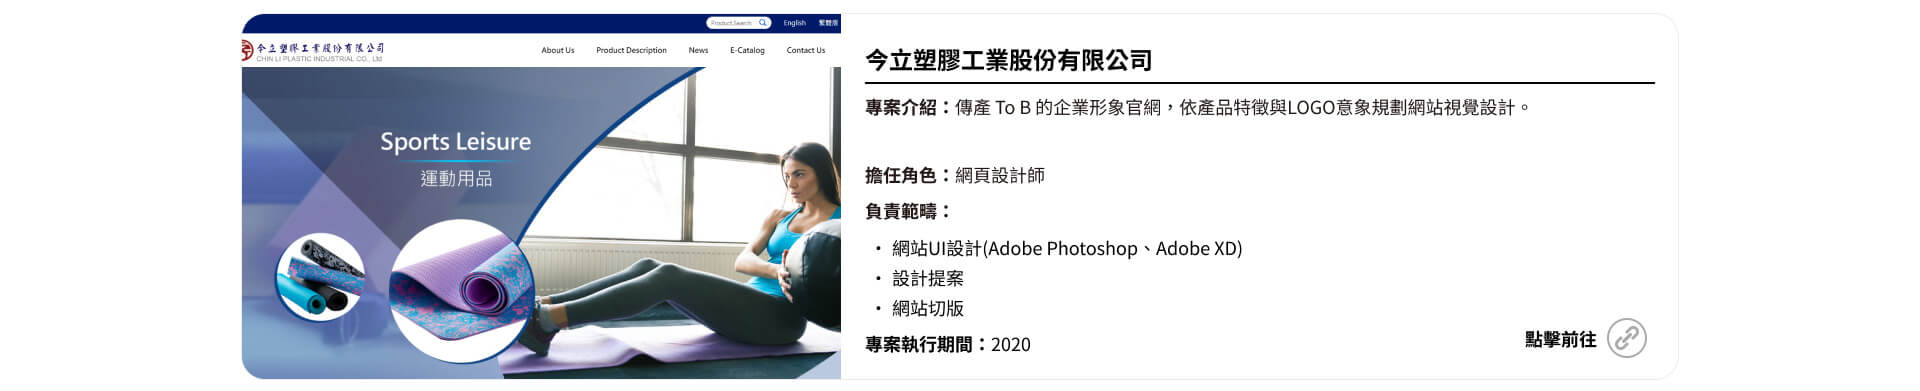 Product Search
English
繁體版
今立塑膠工業股份有限公司
CHIN LI PLASTIC INDUSTRIAL CO., Ltd
About Us
Product Description
News
E-Catalog
Contact Us
Sports Leisure
運動用品
今立塑膠工業股份有限公司
專案介紹：傳產 To B 的企業形象官網，依產品特徵與LOGO意象規劃網站視覺設計。
擔任角色：網頁設計師
負責範疇：
• 網站UI設計(Adobe Photoshop、Adobe XD)
• 設計提案
• 網站切版
專案執行期間：2020
點擊前往